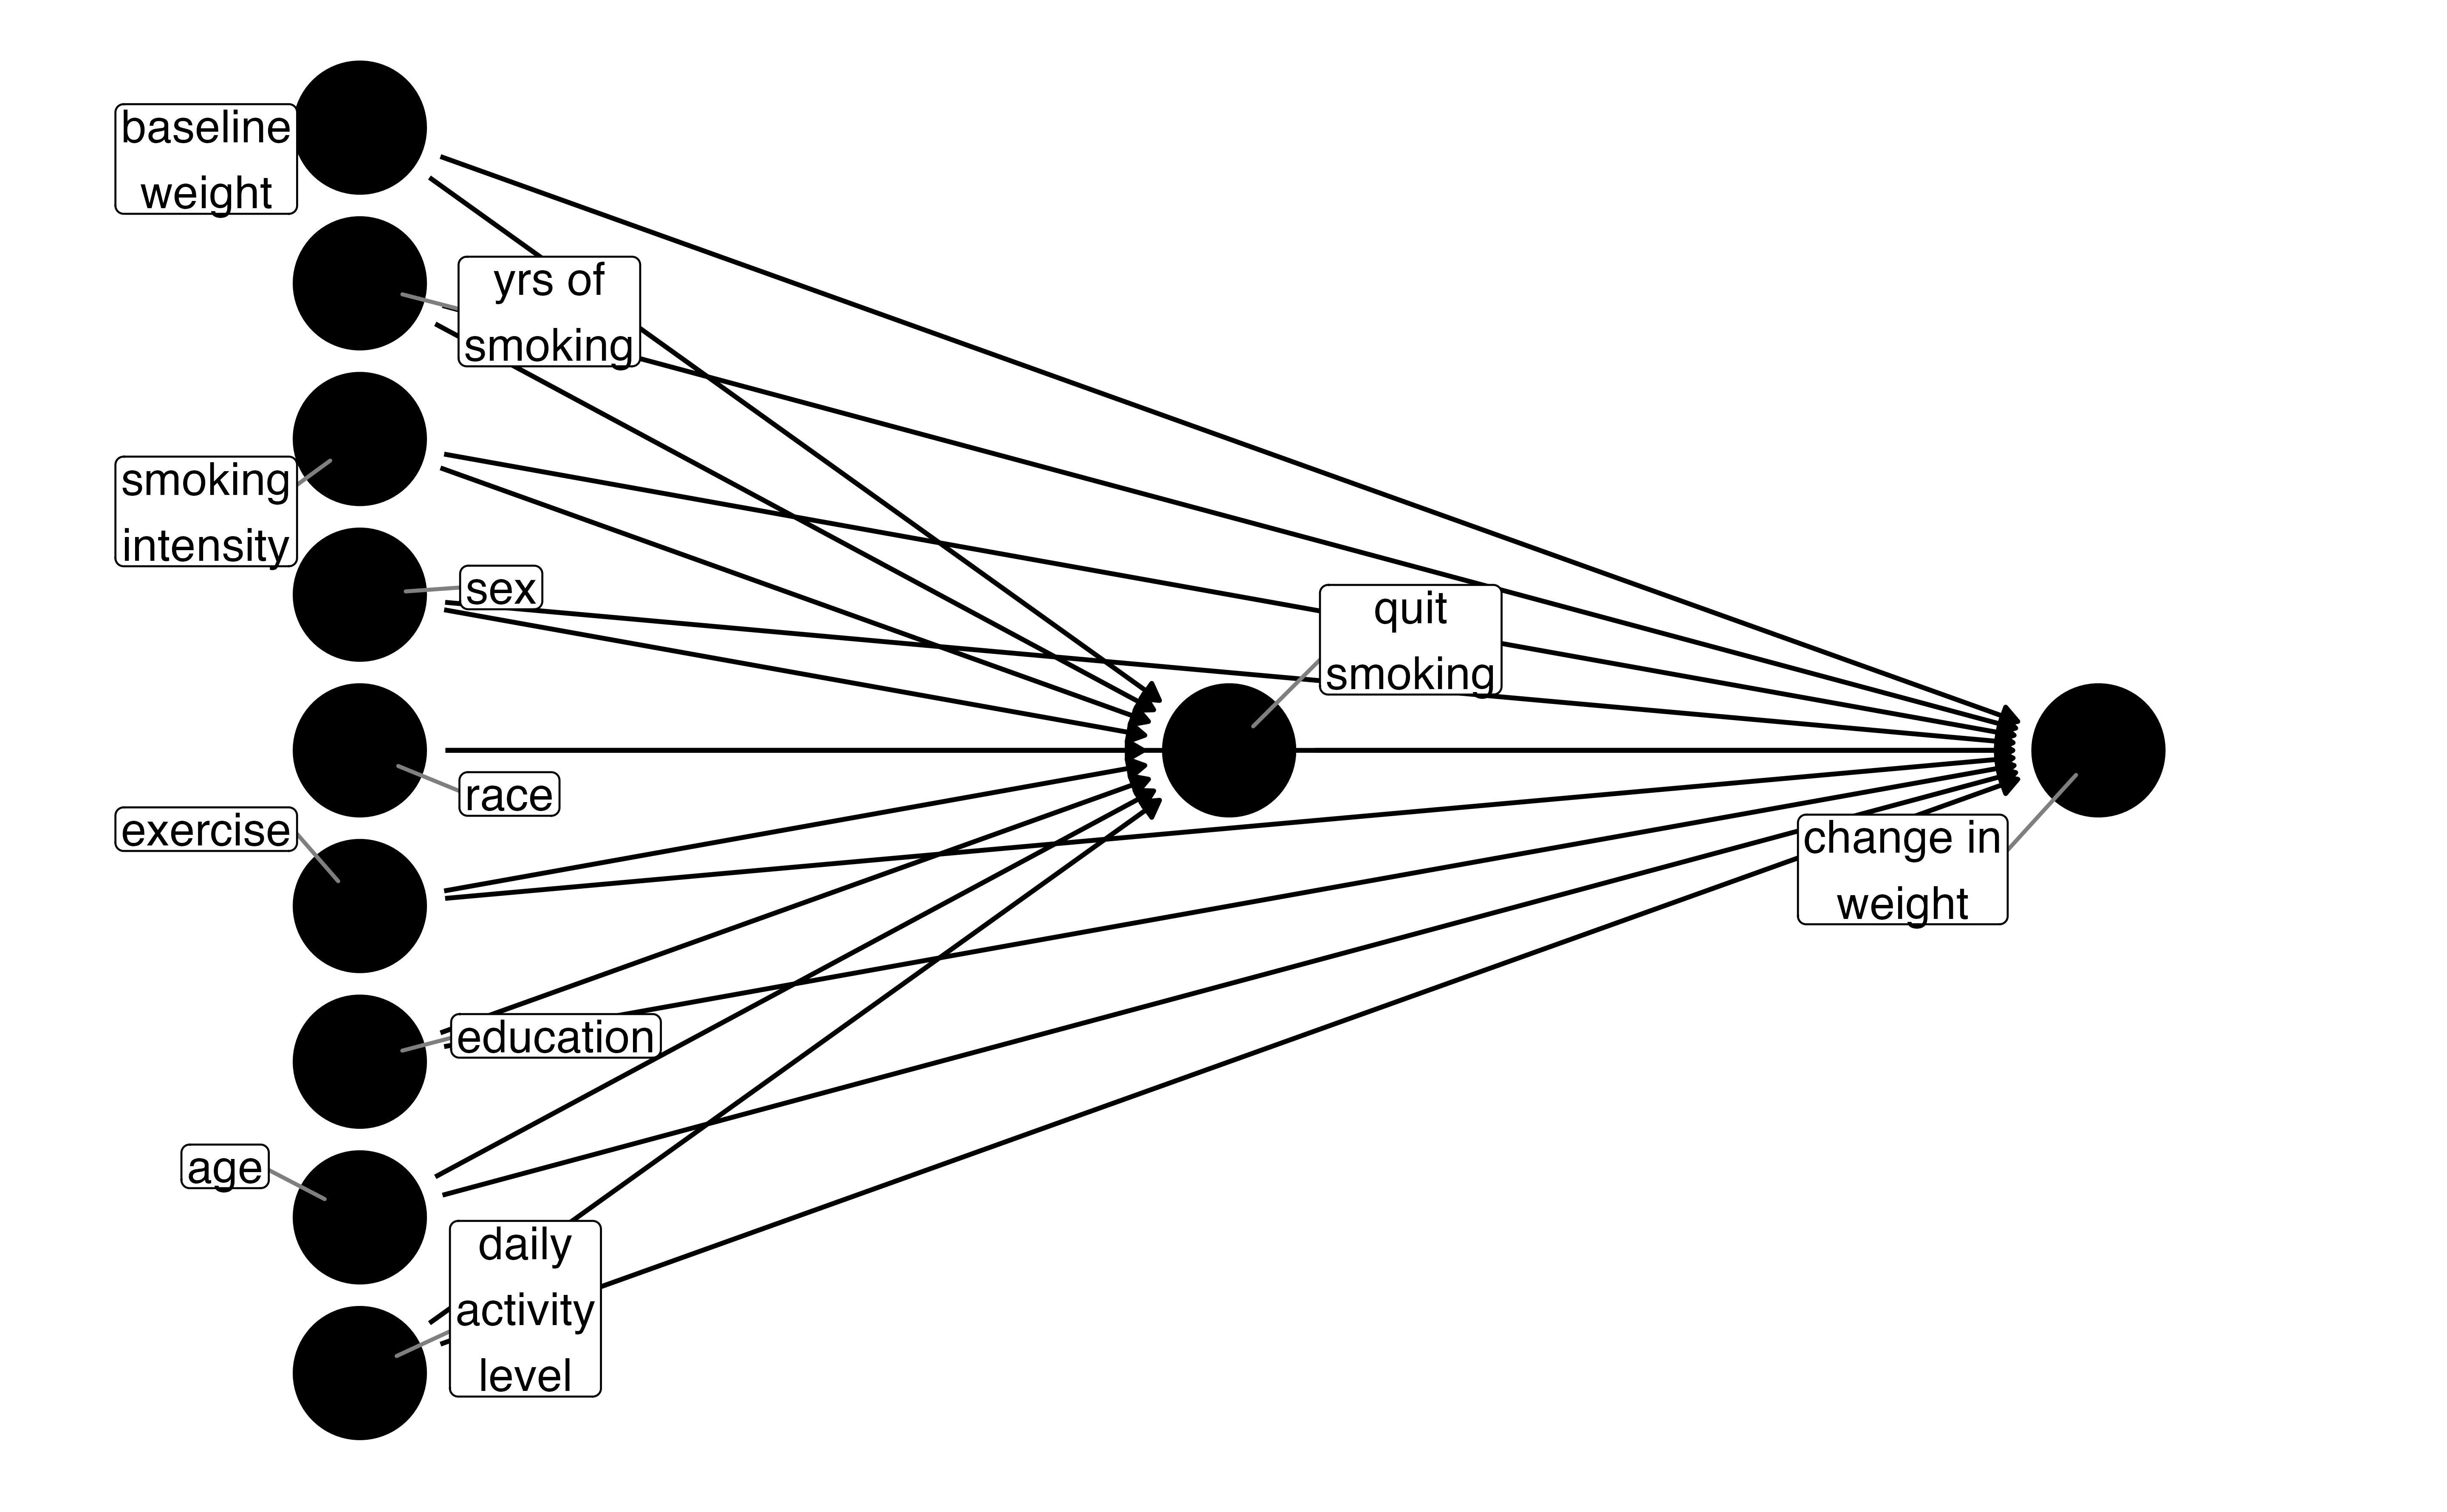 baseline
weight
yrs of
smoking
smoking
intensity
sex
quit
smoking
race
exercise
change in
weight
education
age
daily
activity
level